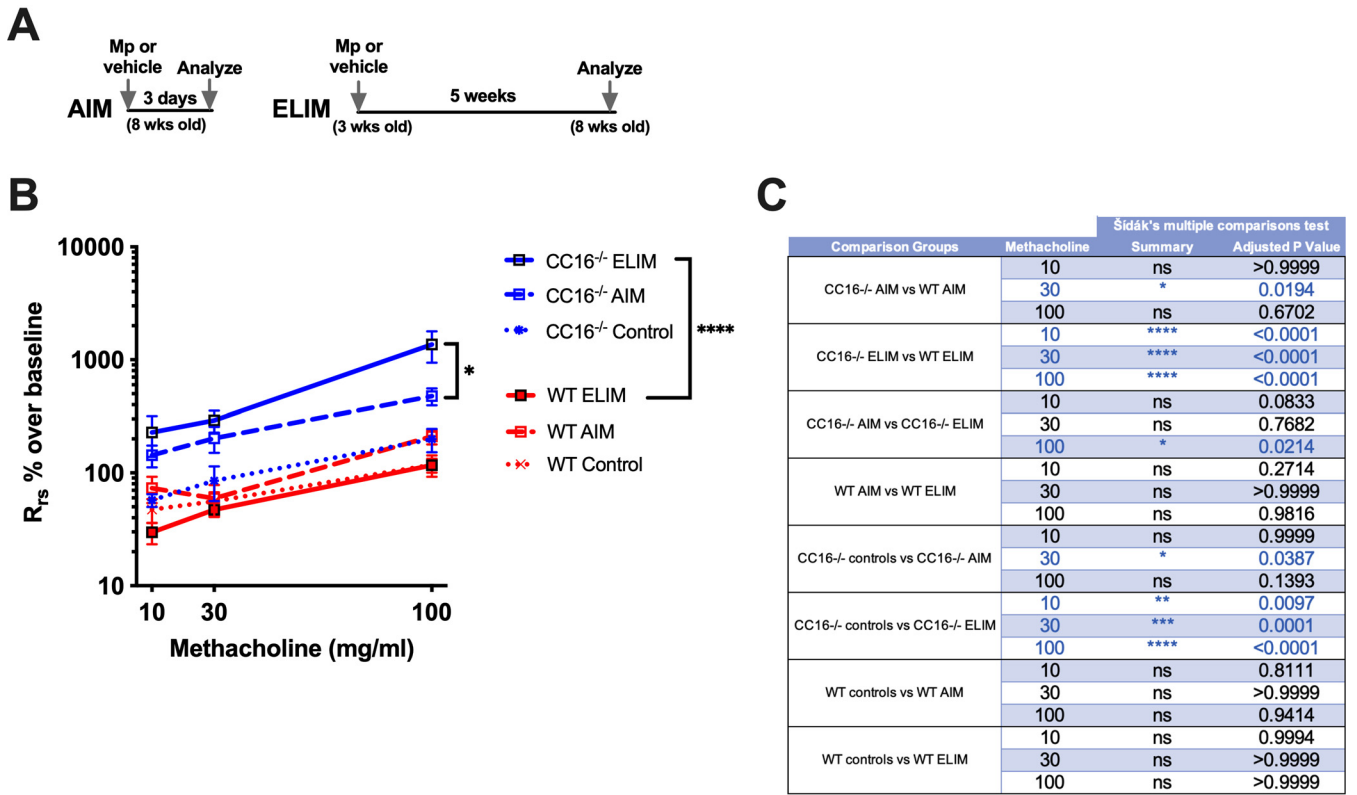 A
Mp or
vehicle
Analyze
AIM
3 days
(8 wks old)
Mp or
vehicle
Analyze
ELIM
5 weeks
(3 wks old)
(8 wks old)
B
10000
1000
100
10
10
30
100
Rrs % over baseline
Methacholine (mg/ml)
*
CC16-/- ELIM
CC16-/- AIM
CC16-/- Control
WT ELIM
WT AIM
WT Control
****
C
Šídák's multiple comparisons test
Comparison Groups Methacholine Summary Adjusted P Value
CC16-/- AIM vs WT AIM
10 ns >0.9999
30 * 0.0194
100 ns 0.6702
CC16-/- ELIM vs WT ELIM
10 **** <0.0001
30 **** <0.0001
100 **** <0.0001
CC16-/- AIM vs CC16-/- ELIM
10 ns 0.0833
30 ns 0.7682
100 * 0.0214
WT AIM vs WT ELIM
10 ns 0.2714
30 ns >0.9999
100 ns 0.9816
CC16-/- controls vs CC16-/- AIM
10 ns 0.9999
30 * 0.0387
100 ns 0.1393
CC16-/- controls vs CC16-/- ELIM
10 ** 0.0097
30 *** 0.0001
100 **** <0.0001
WT controls vs WT AIM
10 ns 0.8111
30 ns >0.9999
100 ns 0.9414
WT controls vs WT ELIM
10 ns 0.9994
30 ns >0.9999
100 ns >0.9999